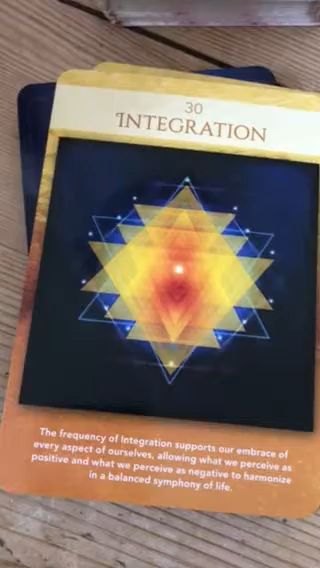 30
INTEGRATION
The frequency of Integration supports our embrace of
every aspect of ourselves, allowing what we perceive as
positive and what we perceive as negative to harmonize
in a balanced symphony of life.